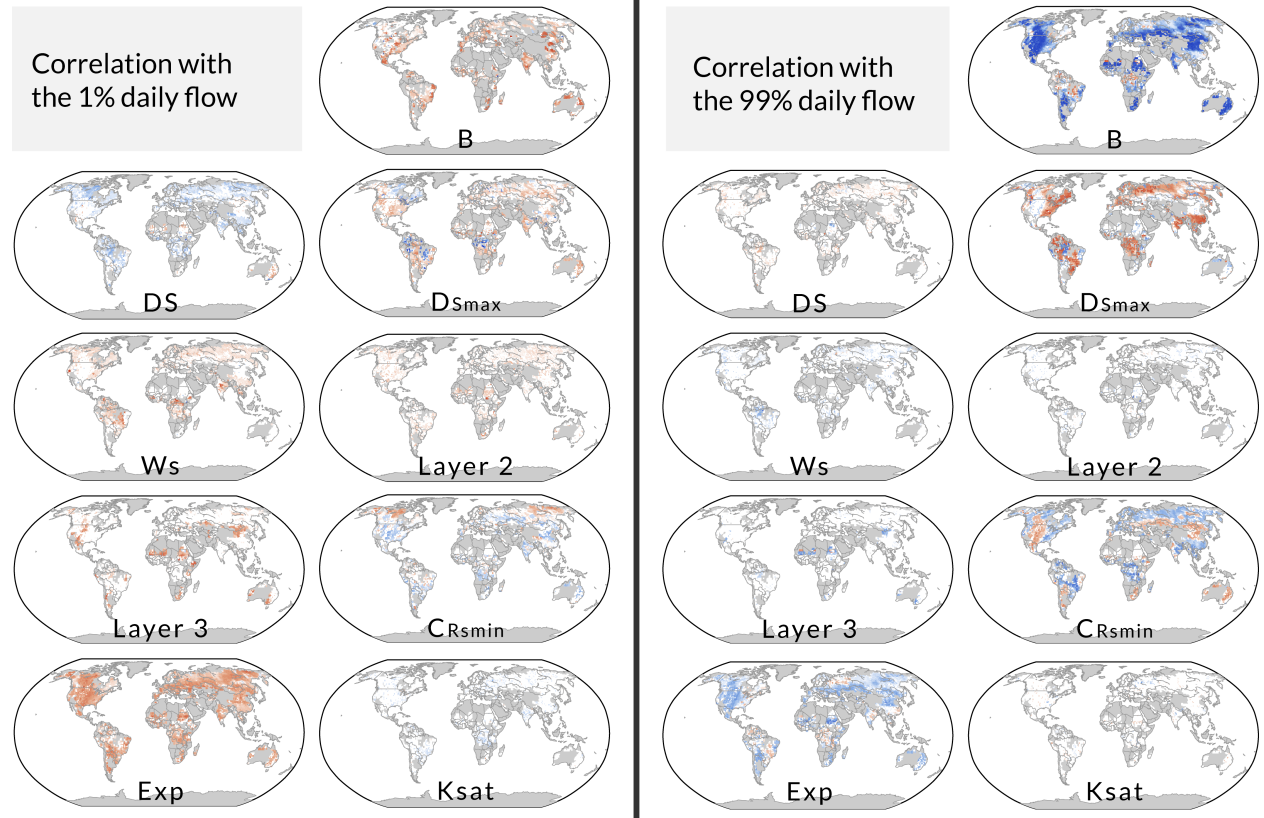 Correlation with
the 1% daily flow
B
DS
DSmax
Ws
Layer 2
Layer 3
CRsmin
Exp
Ksat
Correlation with
the 99% daily flow
B
DS
DSmax
Ws
Layer 2
Layer 3
CRsmin
Exp
Ksat